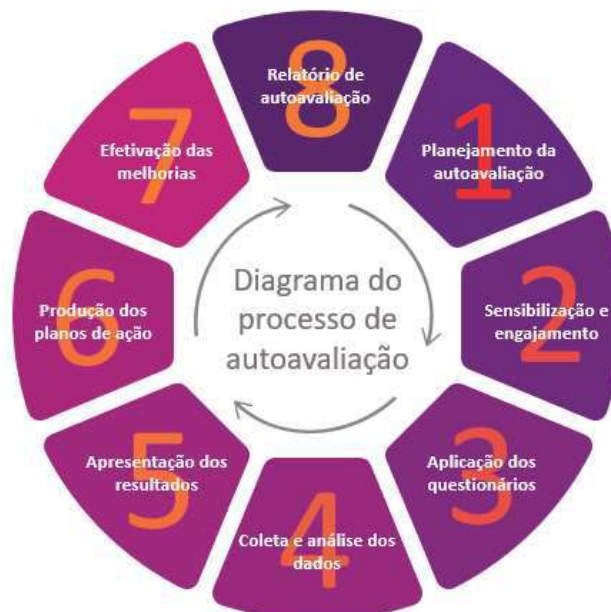 8
Relatório de
autoavaliação
1
Planejamento da
autoavaliação
2
Sensibilização e
engajamento
3
Aplicação dos
questionários
4
Coleta e análise dos
dados
5
Apresentação dos
resultados
6
Produção dos
planos de ação
7
Efetivação das
melhorias
Diagrama do
processo de
autoavaliação